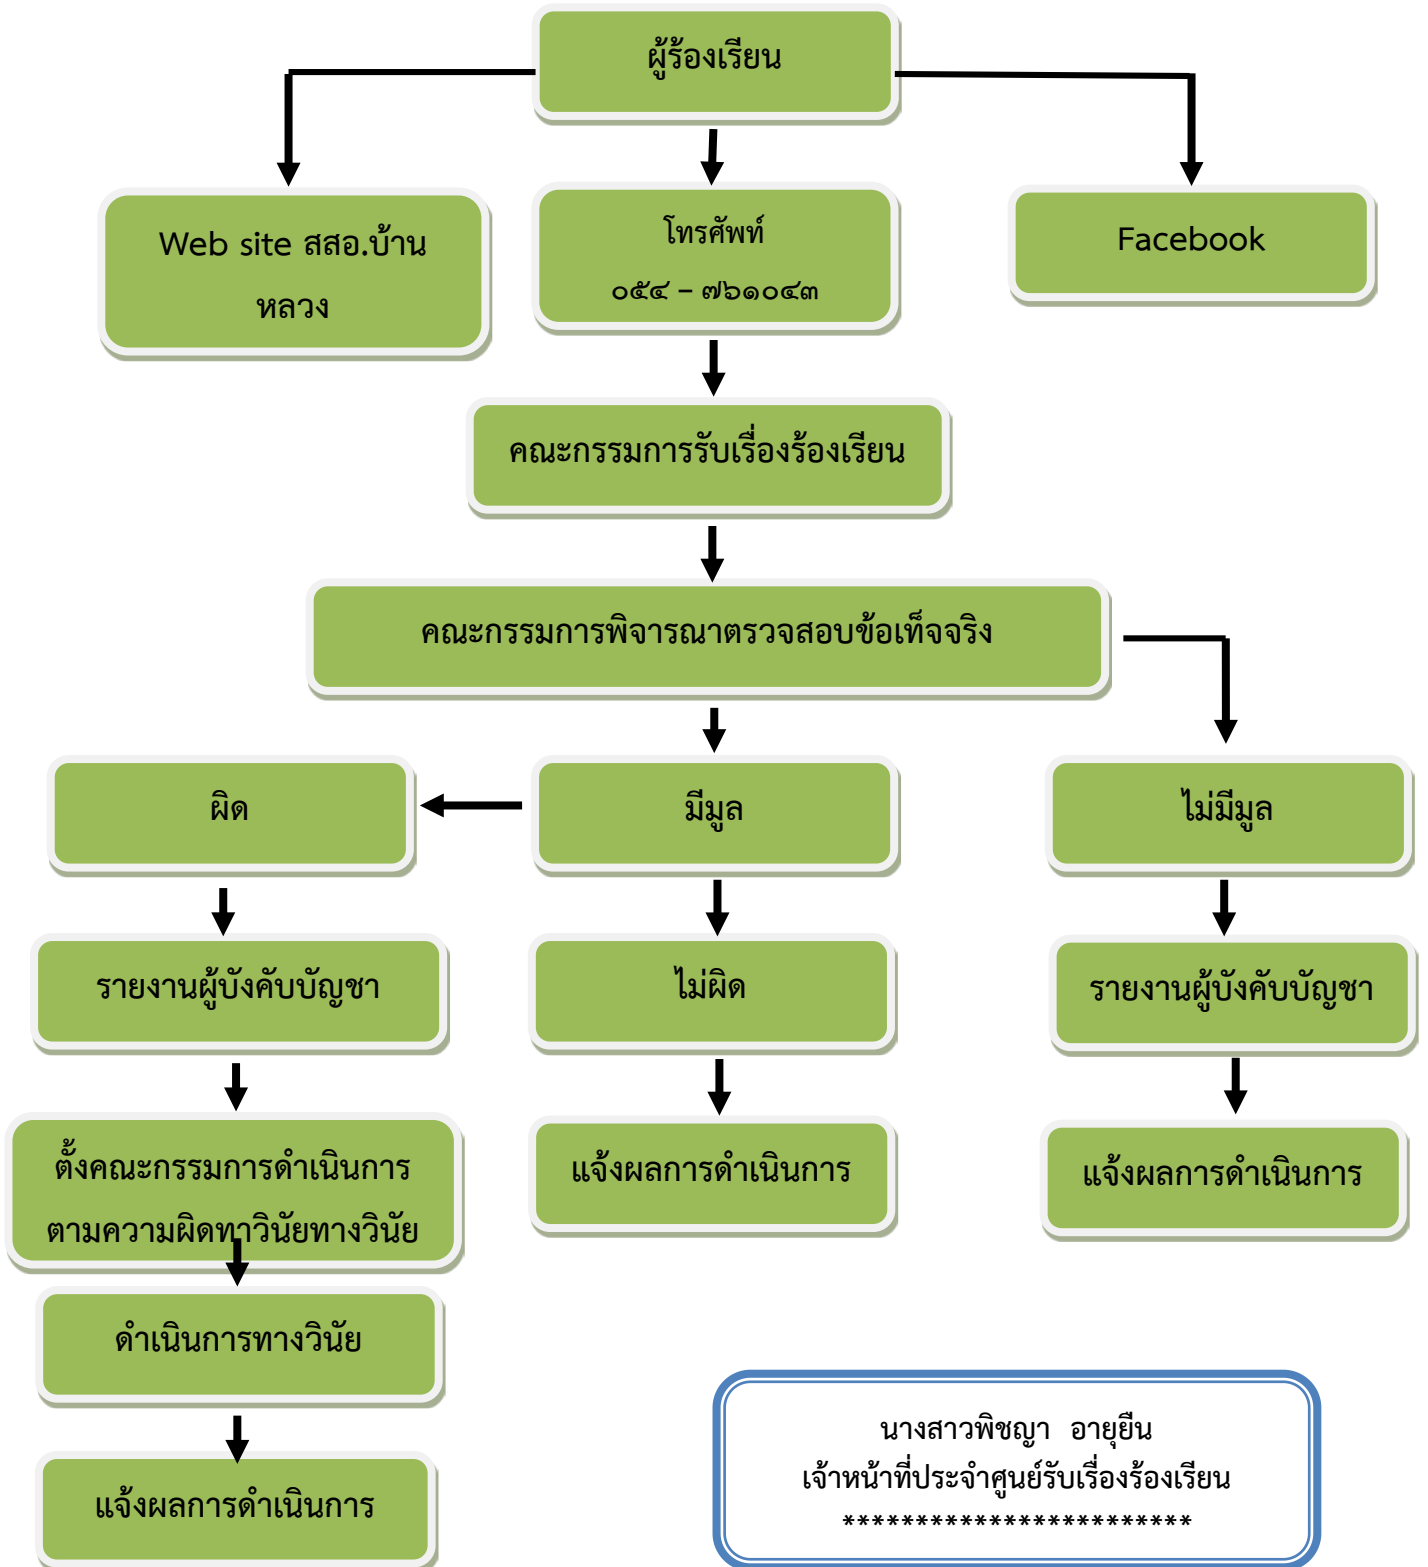 ผู้ร้องเรียน
Web site สสอ.บ้าน
หลวง
โทรศัพท์
๐๕๔ – ๗๖๑๐๔๓
Facebook
คณะกรรมการรับเรื่องร้องเรียน
คณะกรรมการพิจารณาตรวจสอบข้อเท็จจริง
ผิด
มีมูล
ไม่มีมูล
รายงานผู้บังคับบัญชา
ไม่ผิด
รายงานผู้บังคับบัญชา
ตั้งคณะกรรมการดำเนินการ
ตามความผิดทาวินัยทางวินัย
แจ้งผลการดำเนินการ
แจ้งผลการดำเนินการ
ดำเนินการทางวินัย
แจ้งผลการดำเนินการ
นางสาวพิชญา อายุยืน
เจ้าหน้าที่ประจำศูนย์รับเรื่องร้องเรียน
************************